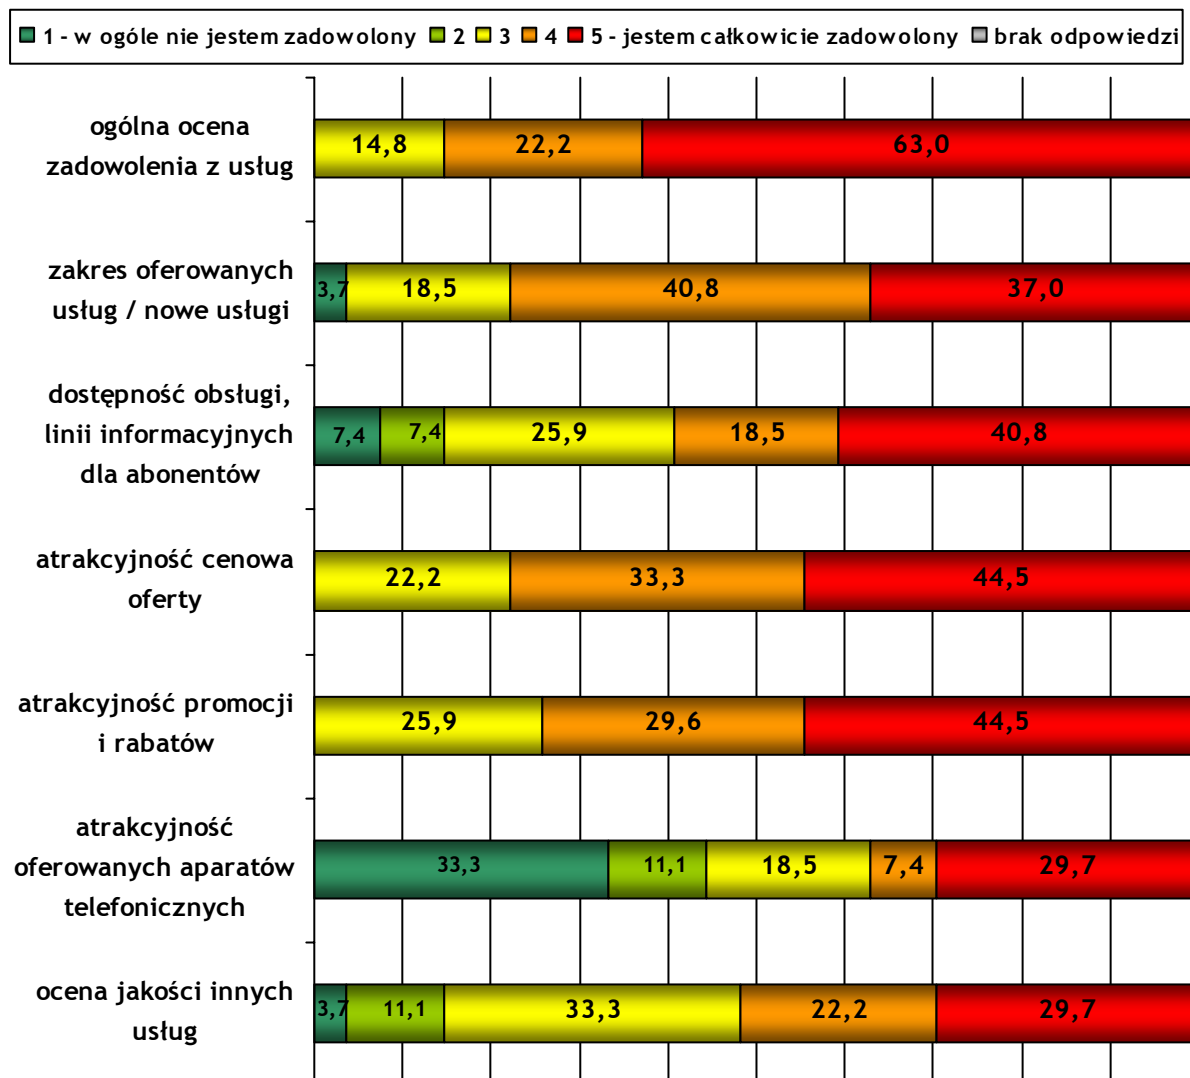 1 - w ogóle nie jestem zadowolony 2 3 4 5 - jestem całkowicie zadowolony brak odpowiedzi
ogólna ocena
zadowolenia z usług
14,8 22,2 63,0
zakres oferowanych
usług / nowe usługi
3,7 18,5 40,8 37,0
dostępność obsługi,
linii informacyjnych
dla abonentów
7,4 7,4 25,9 18,5 40,8
atrakcyjność cenowa
oferty
22,2 33,3 44,5
atrakcyjność promocji
i rabatów
25,9 29,6 44,5
atrakcyjność
oferowanych aparatów
telefonicznych
33,3 11,1 18,5 7,4 29,7
ocena jakości innych
usług
3,7 11,1 33,3 22,2 29,7